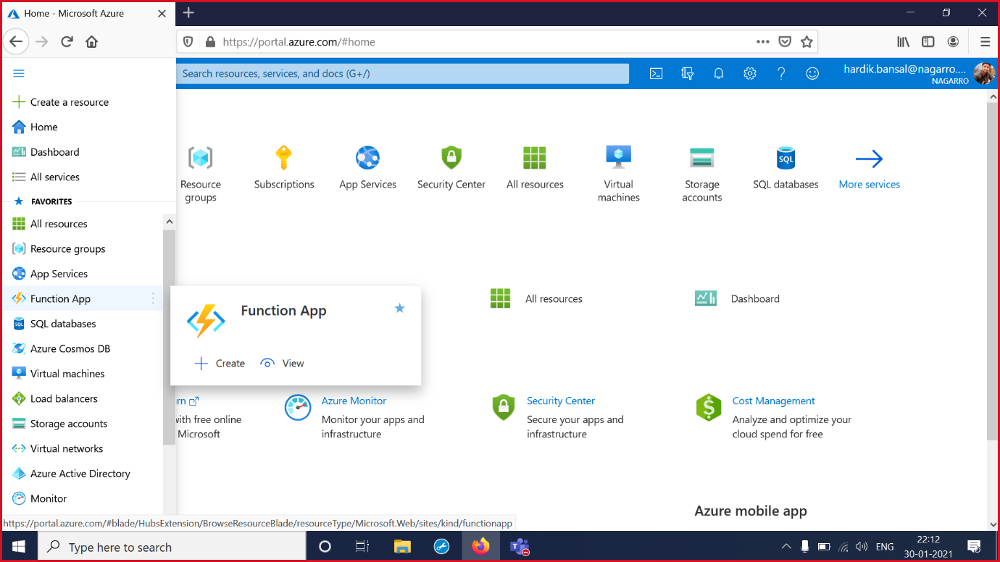 Home - Microsoft Azure
https://portal.azure.com/#home
Search resources, services, and docs (G+/)
hardik.bansal@nagarro....
NAGARRO
Create a resource
Home
Dashboard
All services
FAVORITES
All resources
Resource groups
App Services
Function App
SQL databases
Azure Cosmos DB
Virtual machines
Load balancers
Storage accounts
Virtual networks
Azure Active Directory
Monitor
Resource
groups
Subscriptions
App Services
Security Center
All resources
Virtual
machines
Storage
accounts
SQL
SQL databases
More services
Function App
Create
View
All resources
Dashboard
rn
with free online
Microsoft
Azure Monitor
Monitor your apps and
infrastructure
Security Center
Secure your apps and
infrastructure
Cost Management
Analyze and optimize your
cloud spend for free
Azure mobile app
https://portal.azure.com/#blade/HubsExtension/BrowseResourceBlade/resourceType/Microsoft.Web/sites/kind/functionapp
Type here to search
ENG
22:12
30-01-2021